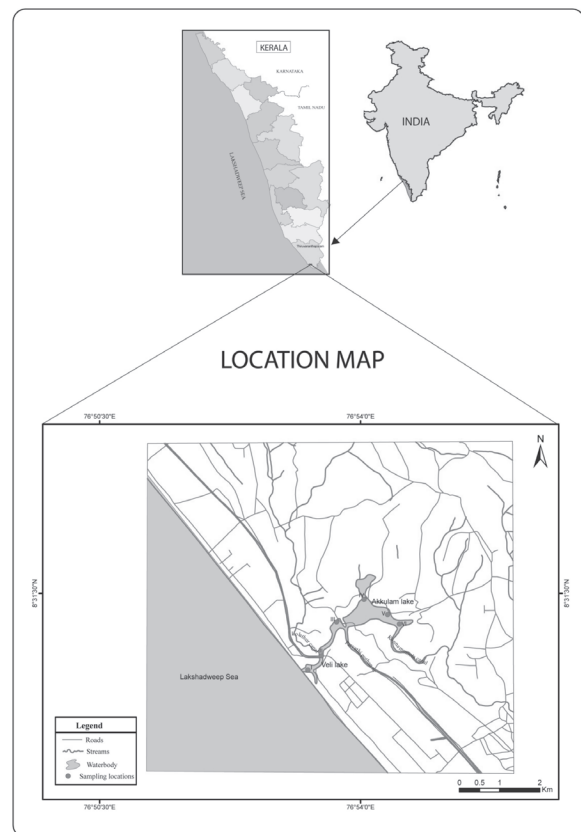 KERALA
KARNATAKA
TAMIL NADU
LAKSHADWEEP SEA
INDIA
LOCATION MAP
76°50'30"E
76°54'0"E
N
8°31'30"N
8°31'30"N
Akkulam lake
Veli lake
Lakshadweep Sea
Legend
Roads
Streams
Waterbody
Sampling locations
0 0.5 1 2
Km
76°50'30"E
76°54'0"E